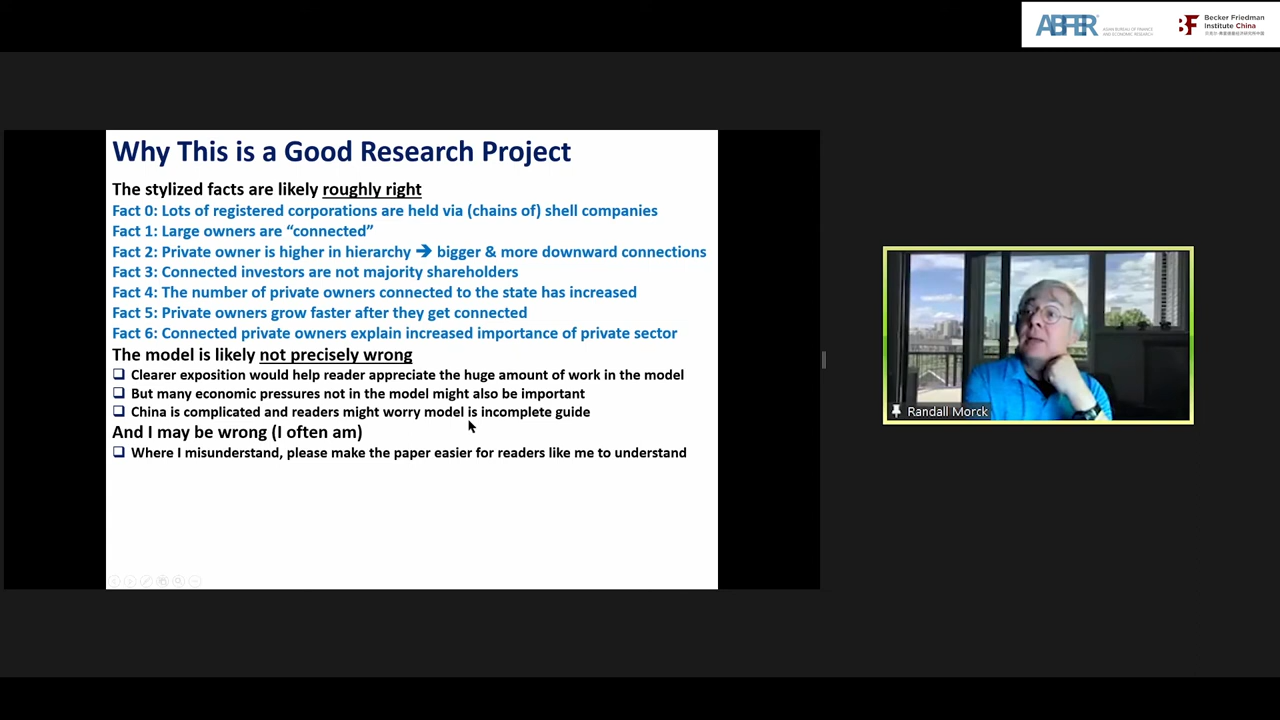 ABFER
ASIAN BUREAU OF FINANCE
AND ECONOMIC RESEARCH
BF
Becker Friedman
Institute China
Why This is a Good Research Project
The stylized facts are likely roughly right
Fact 0: Lots of registered corporations are held via (chains of) shell companies
Fact 1: Large owners are “connected”
Fact 2: Private owner is higher in hierarchy ➔ bigger & more downward connections
Fact 3: Connected investors are not majority shareholders
Fact 4: The number of private owners connected to the state has increased
Fact 5: Private owners grow faster after they get connected
Fact 6: Connected private owners explain increased importance of private sector
The model is likely not precisely wrong
❑ Clearer exposition would help reader appreciate the huge amount of work in the model
❑ But many economic pressures not in the model might also be important
❑ China is complicated and readers might worry model is incomplete guide
And I may be wrong (I often am)
❑ Where I misunderstand, please make the paper easier for readers like me to understand
Randall Morck